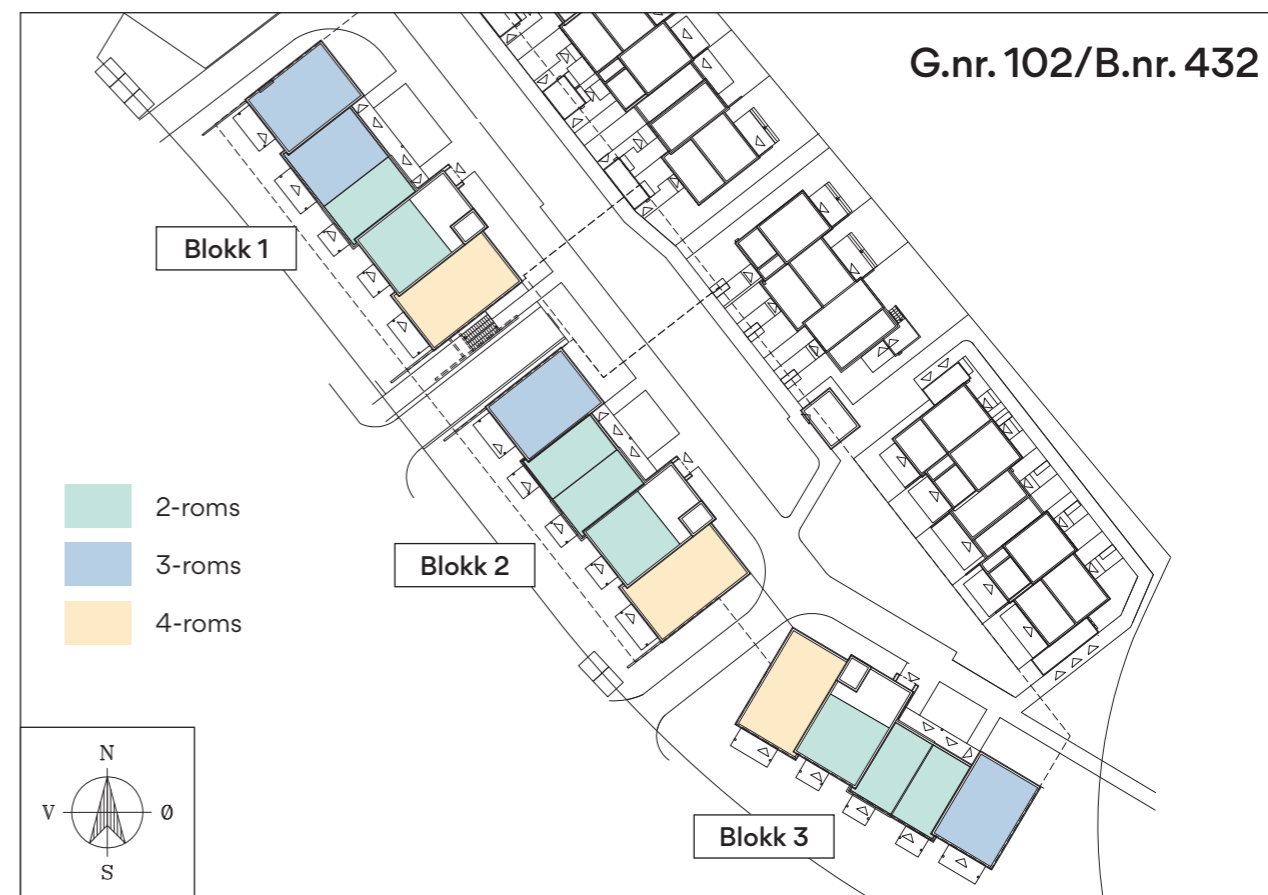 G.nr. 102/B.nr. 432
Blokk 1
2-roms
3-roms
4-roms
Blokk 2
Blokk 3
N
V Ø
S